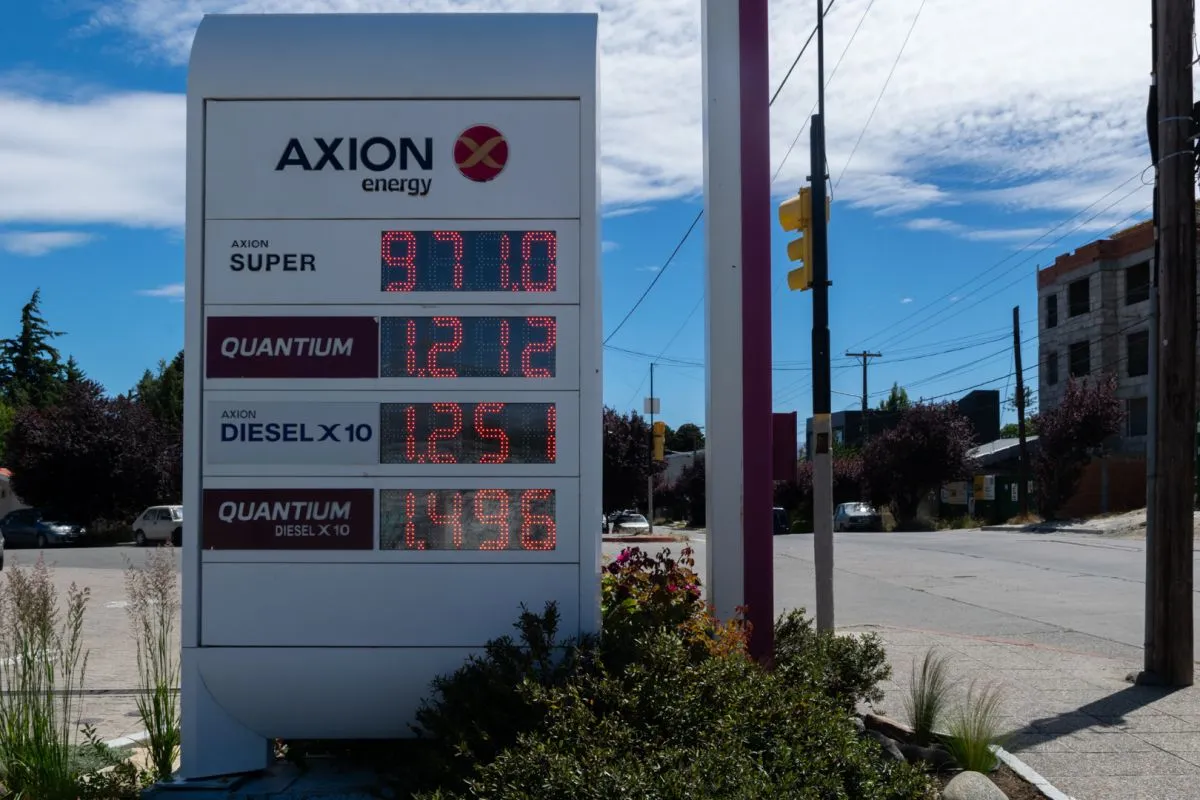 AXION
energy
AXION
SUPER
971.0
QUANTIUM
1.212
AXION
DIESEL X10
1.251
QUANTIUM
DIESEL X10
1.496